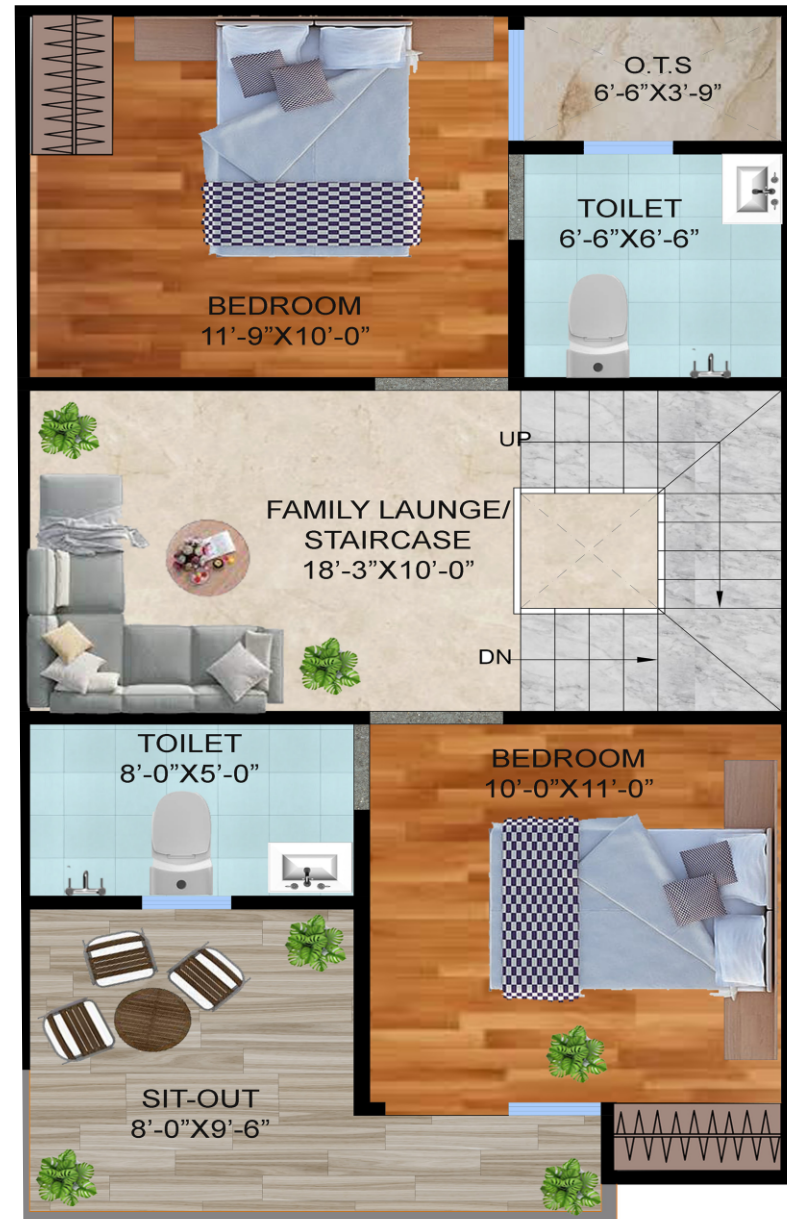 O.T.S
6’-6”X3’-9”
TOILET
6’-6”X6’-6”
BEDROOM
11’-9”X10’-0”
UP
FAMILY LAUNGE/
STAIRCASE
18’-3”X10’-0”
DN
TOILET
8’-0”X5’-0”
BEDROOM
10’-0”X11’-0”
SIT-OUT
8’-0”X9’-6”